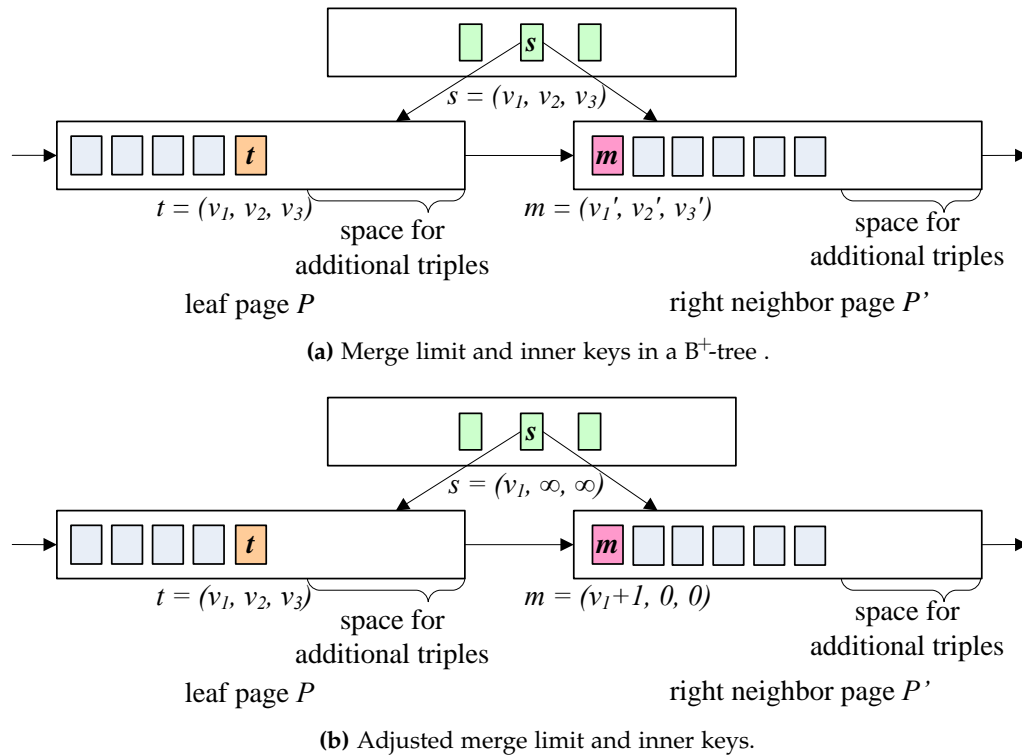 s
s = (v₁, v₂, v₃)
t
m
t = (v₁, v₂, v₃)
m = (v₁', v₂', v₃')
space for
additional triples
space for
additional triples
leaf page P
right neighbor page P’
(a) Merge limit and inner keys in a B⁺-tree .
s
s = (v₁, ∞, ∞)
t
m
t = (v₁, v₂, v₃)
m = (v₁+1, 0, 0)
space for
additional triples
space for
additional triples
leaf page P
right neighbor page P’
(b) Adjusted merge limit and inner keys.